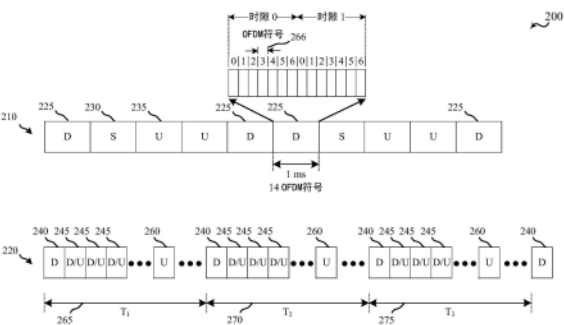 200
时隙 0 时隙 1
OFDM符号 266
0 1 2 3 4 5 6 0 1 2 3 4 5 6
225 230 235 225 225 225
210
D S U U D D S U U D
1 ms
14 OFDM符号
240 245 245 245 260 240 245 245 245 260 240 245 245 245 260 240
220
D D/U D/U D/U ●●● U ●●● D D/U D/U D/U ●●● U ●●● D D/U D/U D/U ●●● U ●●● D
T₁ T₂ T₃
265 270 275